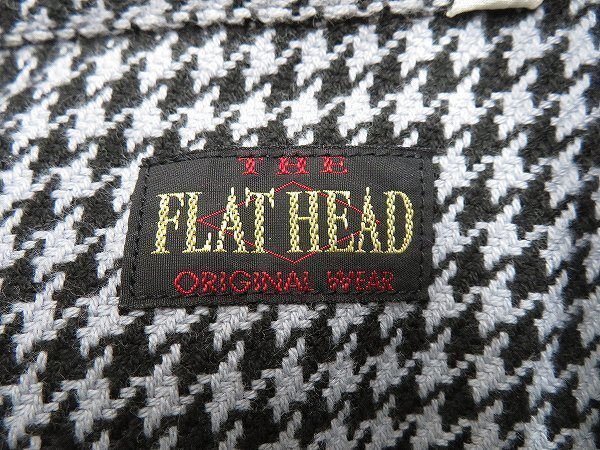 THE
FLAT HEAD
ORIGINAL WEAR